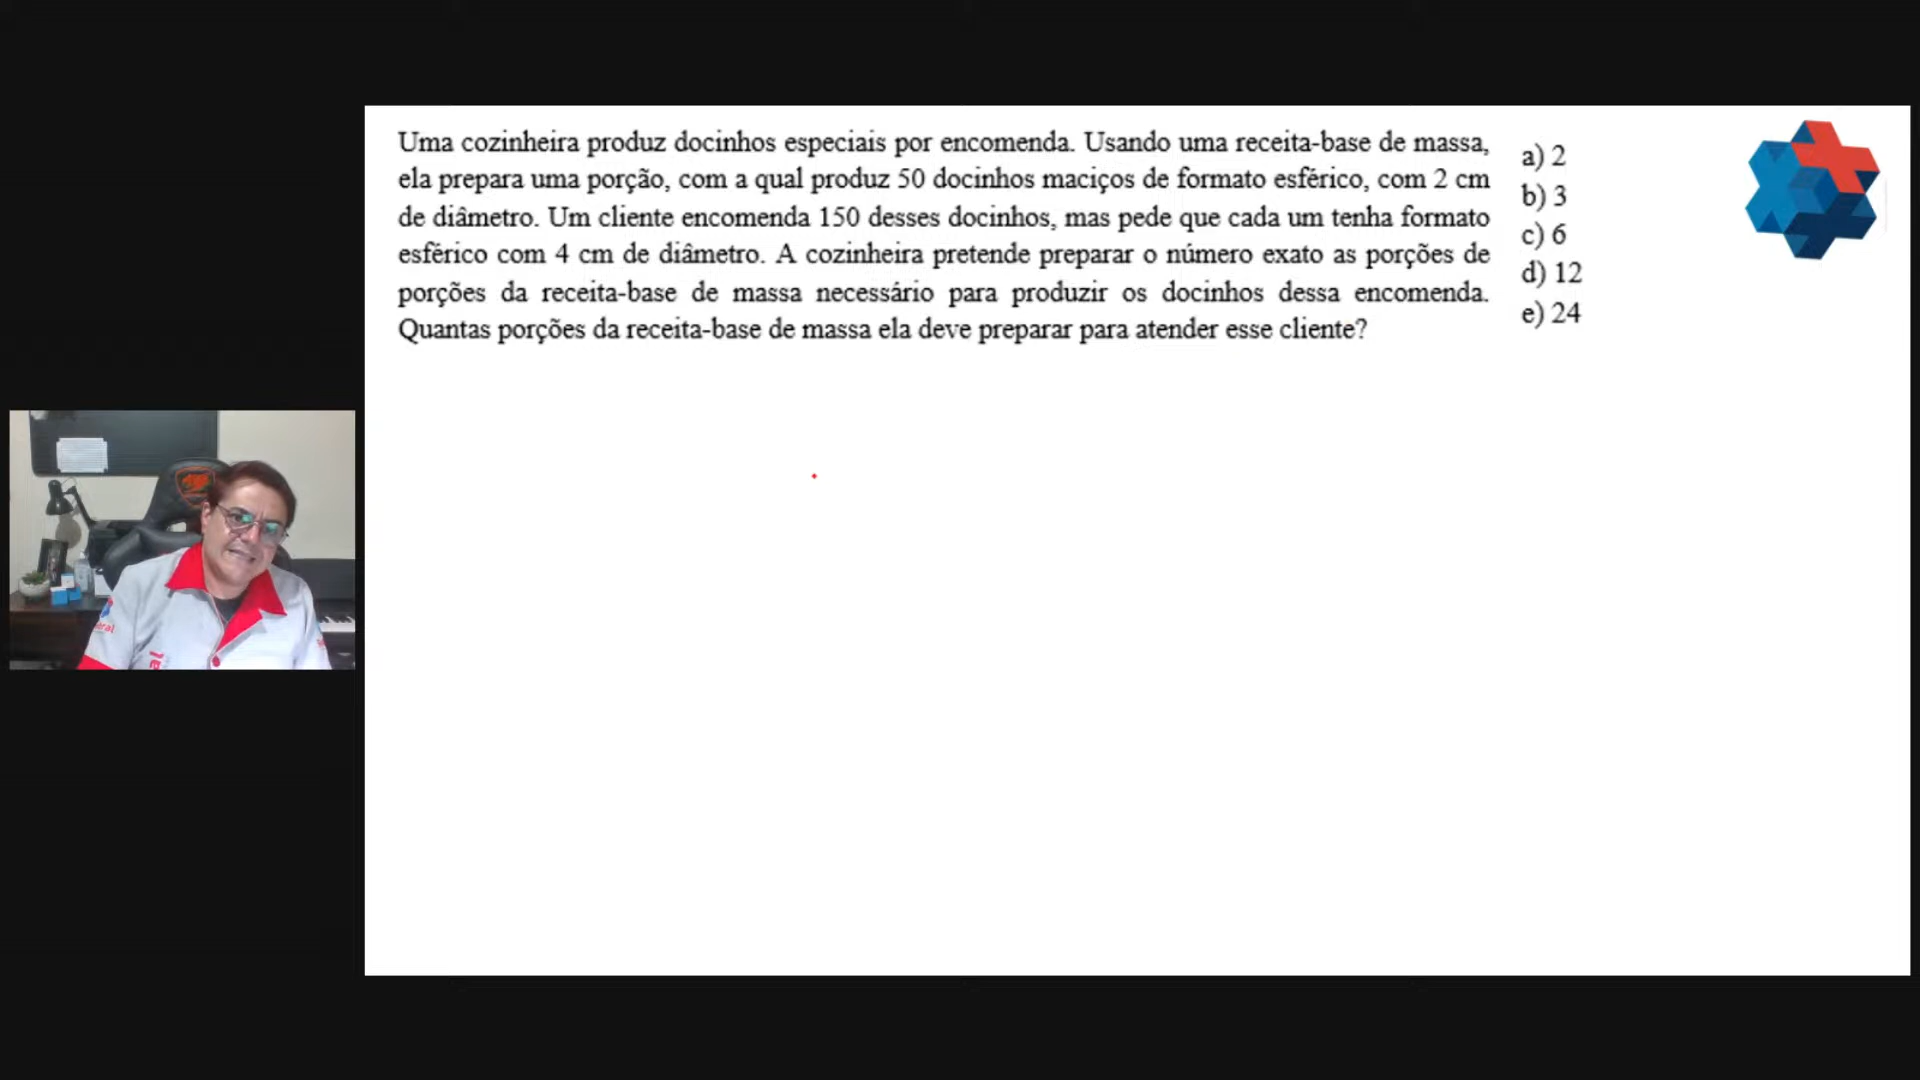 Uma cozinheira produz docinhos especiais por encomenda. Usando uma receita-base de massa,
ela prepara uma porção, com a qual produz 50 docinhos maciços de formato esférico, com 2 cm
de diâmetro. Um cliente encomenda 150 desses docinhos, mas pede que cada um tenha formato
esférico com 4 cm de diâmetro. A cozinheira pretende preparar o número exato as porções de
porções da receita-base de massa necessário para produzir os docinhos dessa encomenda.
Quantas porções da receita-base de massa ela deve preparar para atender esse cliente?
a) 2
b) 3
c) 6
d) 12
e) 24